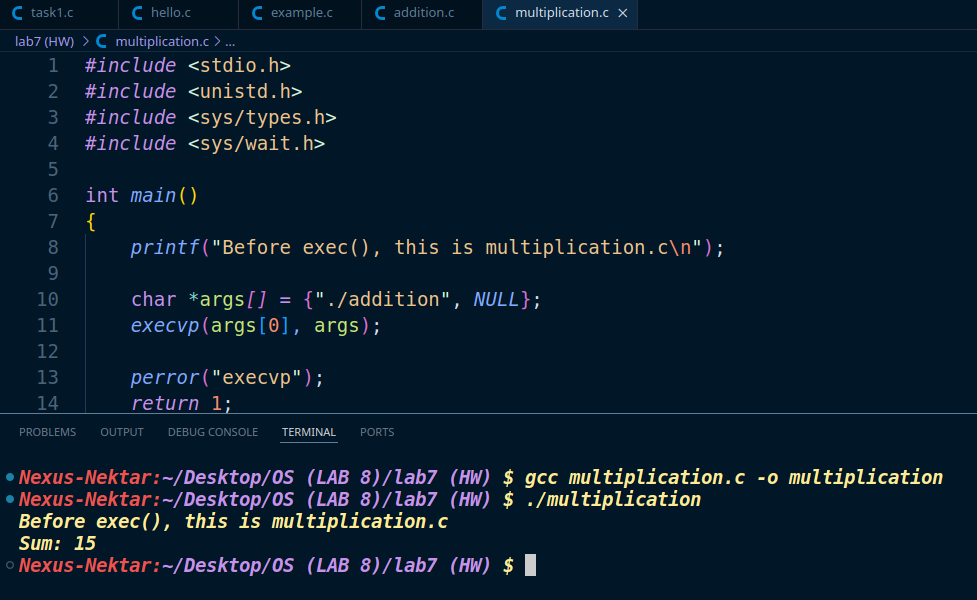 task1.c hello.c example.c addition.c multiplication.c ×
lab7 (HW) > multiplication.c > ...
1 #include <stdio.h>
2 #include <unistd.h>
3 #include <sys/types.h>
4 #include <sys/wait.h>
5
6 int main()
7 {
8 printf("Before exec(), this is multiplication.c\n");
9
10 char *args[] = {"./addition", NULL};
11 execvp(args[0], args);
12
13 perror("execvp");
14 return 1;
PROBLEMS OUTPUT DEBUG CONSOLE TERMINAL PORTS
Nexus-Nektar:~/Desktop/OS (LAB 8)/lab7 (HW) $ gcc multiplication.c -o multiplication
Nexus-Nektar:~/Desktop/OS (LAB 8)/lab7 (HW) $ ./multiplication
Before exec(), this is multiplication.c
Sum: 15
Nexus-Nektar:~/Desktop/OS (LAB 8)/lab7 (HW) $